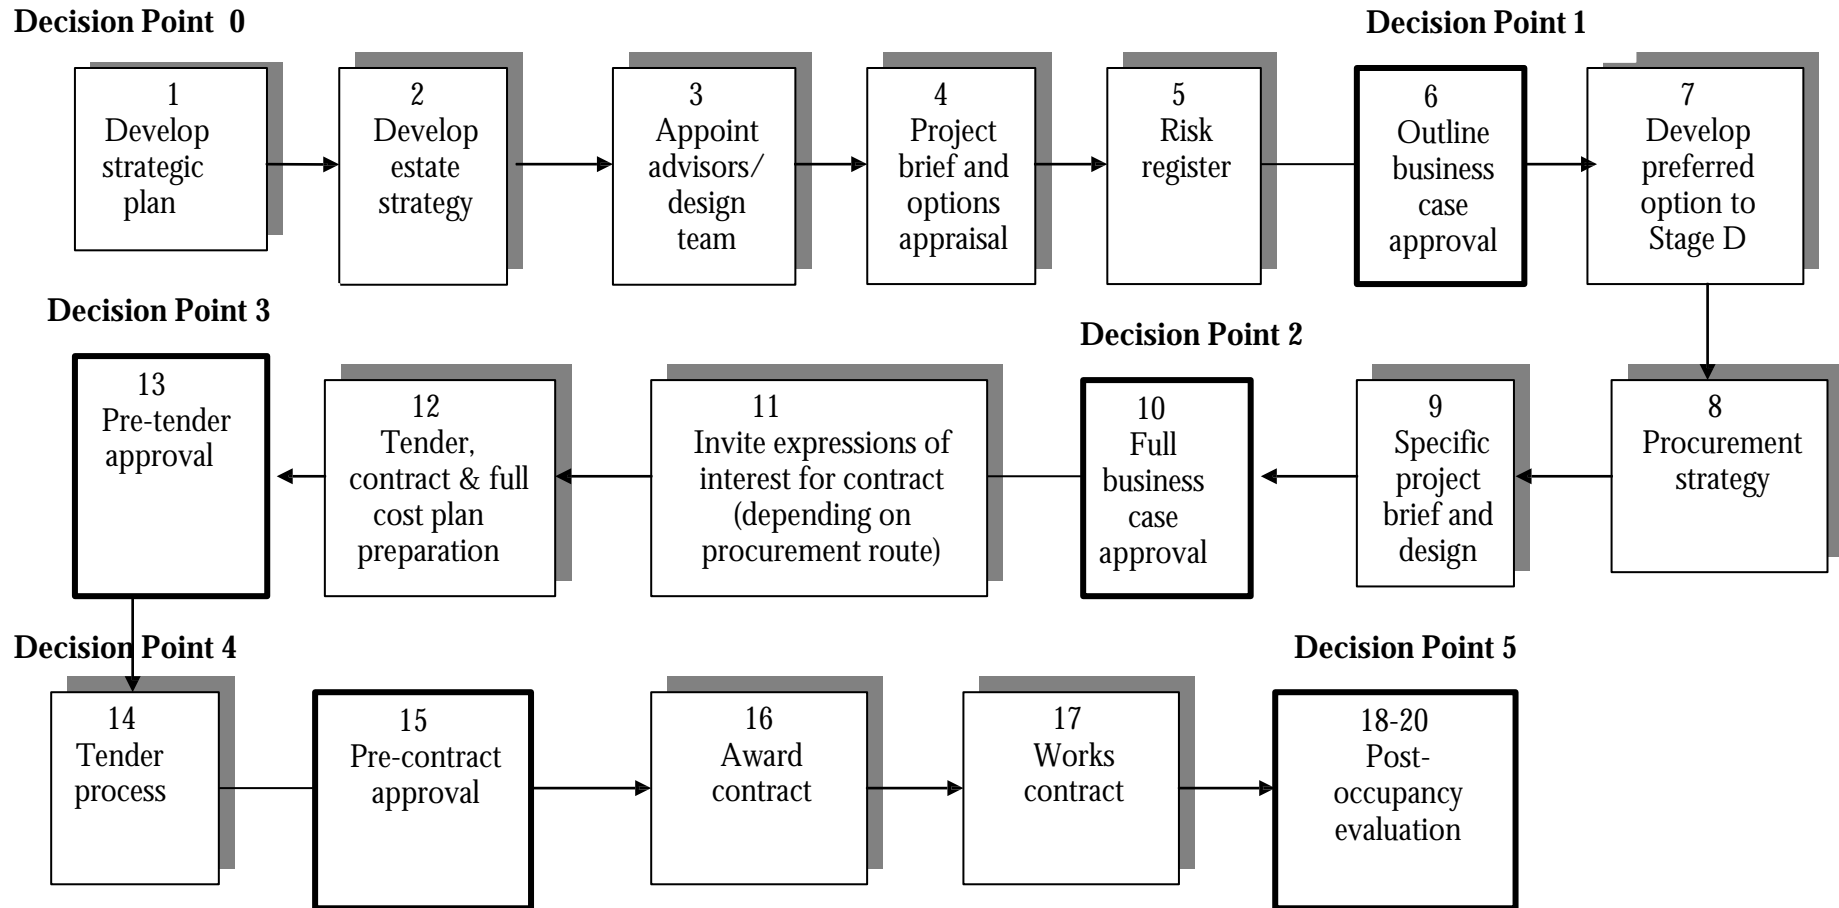 Decision Point 0
Decision Point 1
1
Develop
strategic
plan
2
Develop
estate
strategy
3
Appoint
advisors/
design
team
4
Project
brief and
options
appraisal
5
Risk
register
6
Outline
business
case
approval
7
Develop
preferred
option to
Stage D
Decision Point 3
Decision Point 2
13
Pre-tender
approval
12
Tender,
contract & full
cost plan
preparation
11
Invite expressions of
interest for contract
(depending on
procurement route)
10
Full
business
case
approval
9
Specific
project
brief and
design
8
Procurement
strategy
Decision Point 4
Decision Point 5
14
Tender
process
15
Pre-contract
approval
16
Award
contract
17
Works
contract
18-20
Post-
occupancy
evaluation